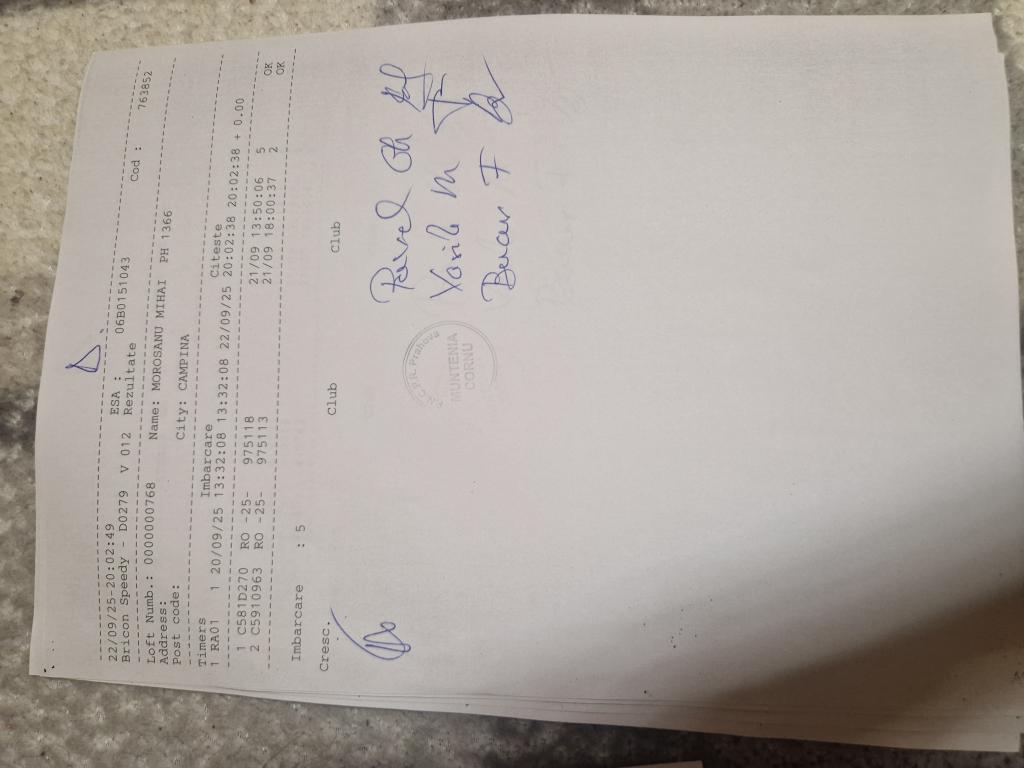 22/09/25-20:02:49 ESA :
Bricon Speedy - D0279 V 012 Rezultate 06B0151043 Cod : 763852
Loft Numb.: 0000000768 Name: MOROSANU MIHAI PH 1366
Address:
Post code: City: CAMPINA
Timers Imbarcare Citeste
1 RA01 1 20/09/25 13:32:08 13:32:08 22/09/25 20:02:38 20:02:38 + 0.00
1 C581D270 RO -25- 975118 21/09 13:50:06 5 OK
2 C5910963 RO -25- 975113 21/09 18:00:37 2 OK
Imbarcare : 5
Cresc. Club Club
Pavel Ch
Vasile M
F
F.N.C.P.R. Prahova
MUNTENIA
CORNU